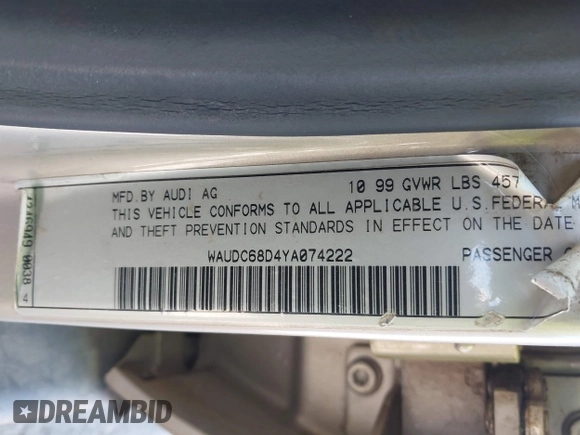 MFD.BY AUDI AG 10 99 GVWR LBS 457
THIS VEHICLE CONFORMS TO ALL APPLICABLE U.S.FEDERAL M
AND THEFT PREVENTION STANDARDS IN EFFECT ON THE DATE
WAUDC68D4YA074222 PASSENGER
DREAMBID